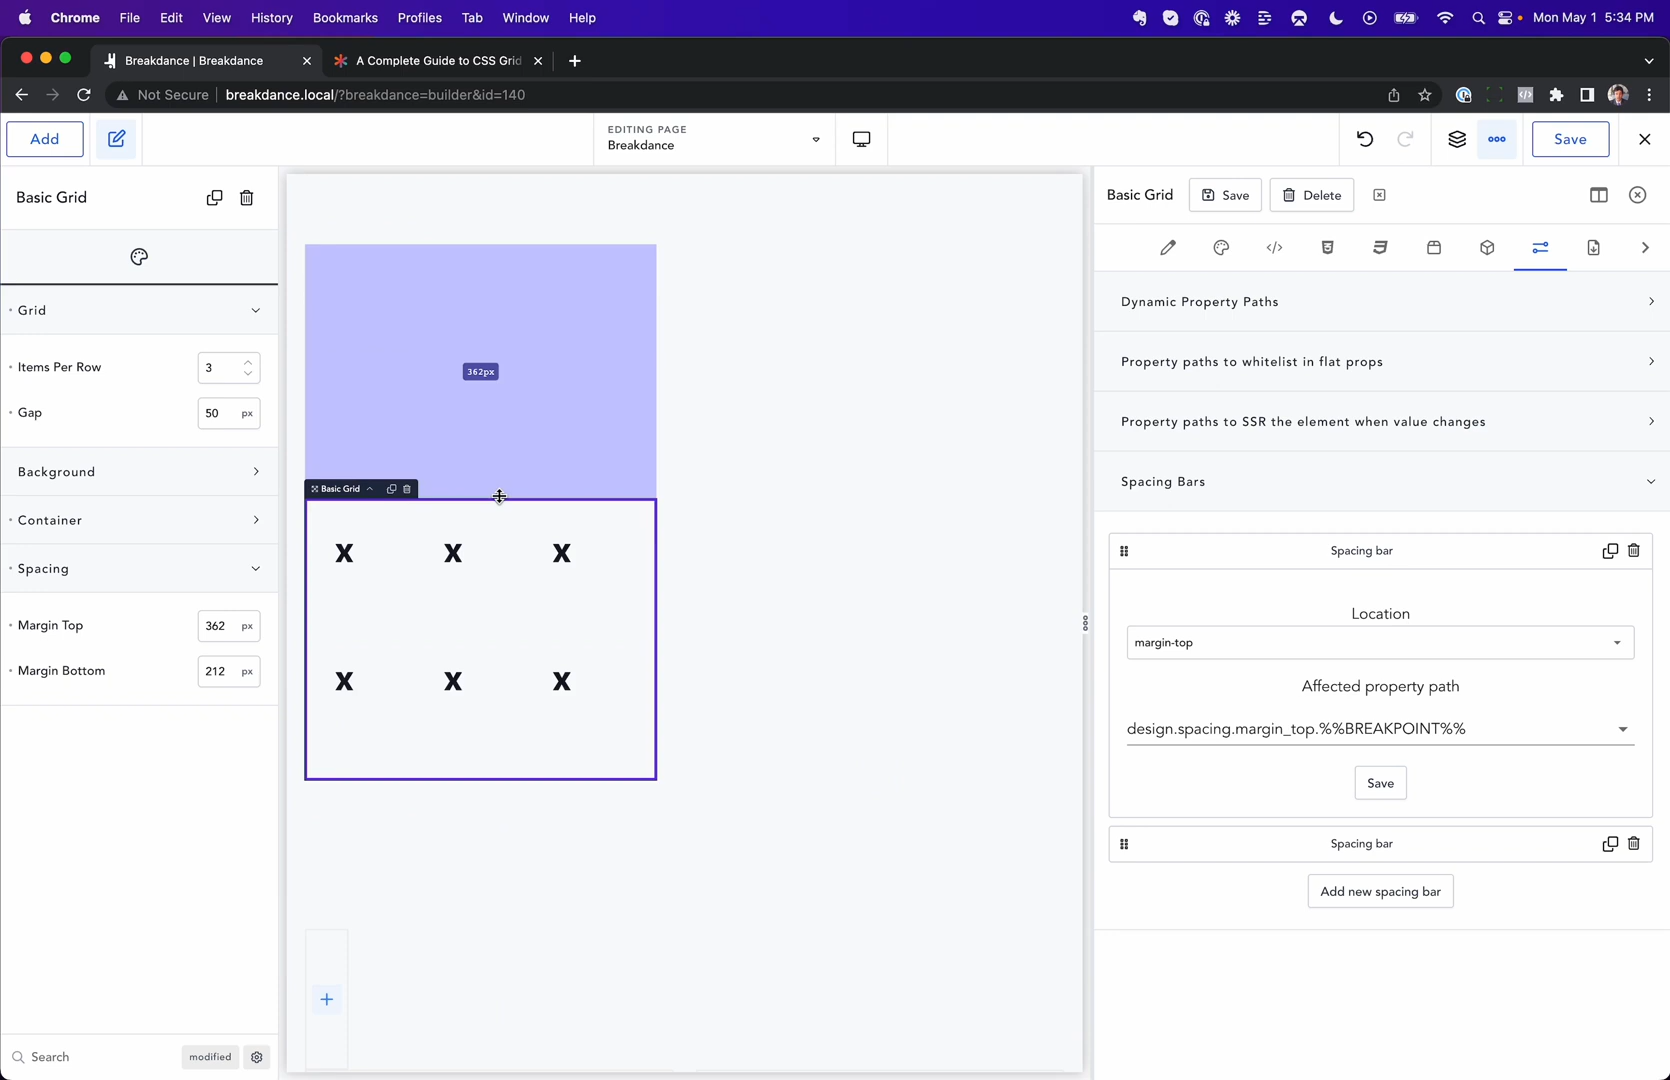 Chrome File Edit View History Bookmarks Profiles Tab Window Help Mon May 1 5:34 PM
Breakdance | Breakdance
A Complete Guide to CSS Grid
Not Secure breakdance.local/?breakdance=builder&id=140
Add
EDITING PAGE
Breakdance
Save
Basic Grid
Grid
Items Per Row 3
Gap 50 px
Background
Container
Spacing
Margin Top 362 px
Margin Bottom 212 px
Search modified
362px
Basic Grid
X X X
X X X
Basic Grid Save Delete
Dynamic Property Paths
Property paths to whitelist in flat props
Property paths to SSR the element when value changes
Spacing Bars
Spacing bar
Location
margin-top
Affected property path
design.spacing.margin_top.%%BREAKPOINT%%
Save
Spacing bar
Add new spacing bar